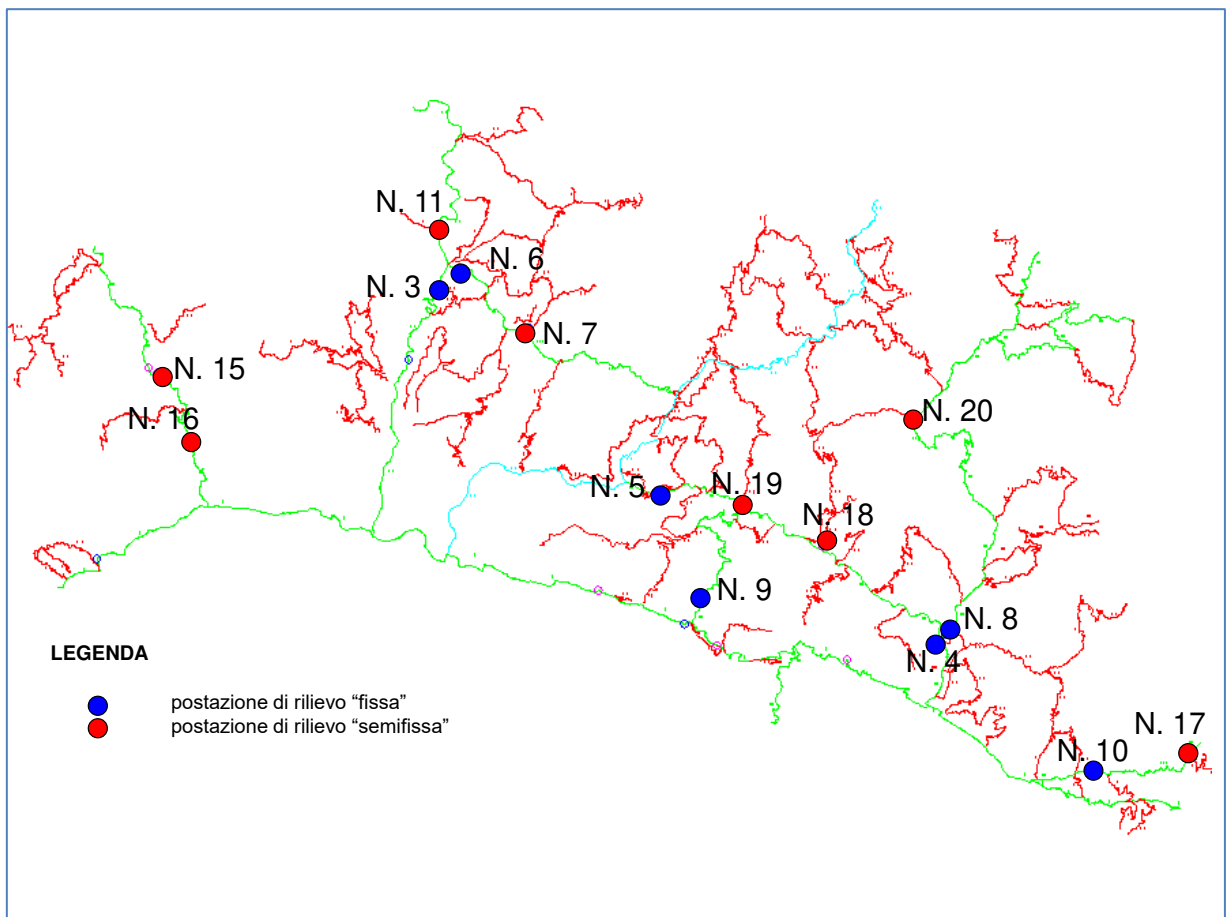 N. 11
N. 6
N. 3
N. 7
N. 15
N. 16
N. 20
N. 5
N. 19
N. 18
N. 9
N. 8
N. 4
N. 17
N. 10
LEGENDA
postazione di rilievo “fissa”
postazione di rilievo “semifissa”